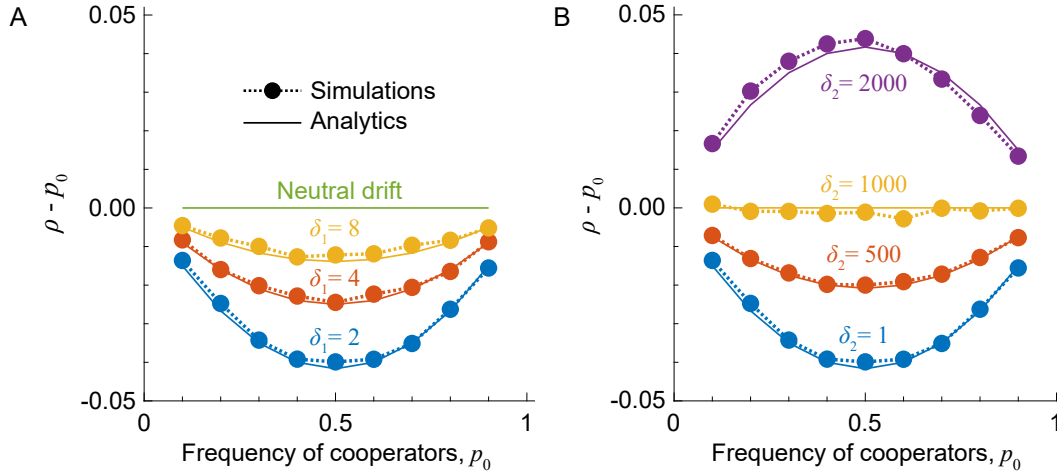 A
0.05
Simulations
Analytics
Neutral drift
0.00
δ₁= 8
δ₁= 4
δ₁= 2
-0.05
0
0.5
1
ρ - p₀
Frequency of cooperators, p₀
B
0.05
δ₂= 2000
δ₂= 1000
0.00
δ₂= 500
δ₂= 1
-0.05
0
0.5
1
ρ - p₀
Frequency of cooperators, p₀